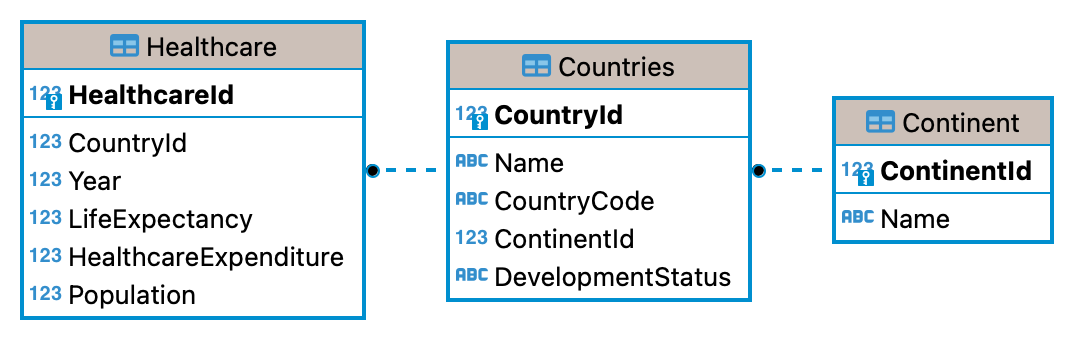 Healthcare
123 HealthcareId
123 CountryId
123 Year
123 LifeExpectancy
123 HealthcareExpenditure
123 Population
Countries
123 CountryId
ABC Name
ABC CountryCode
123 ContinentId
ABC DevelopmentStatus
Continent
123 ContinentId
ABC Name